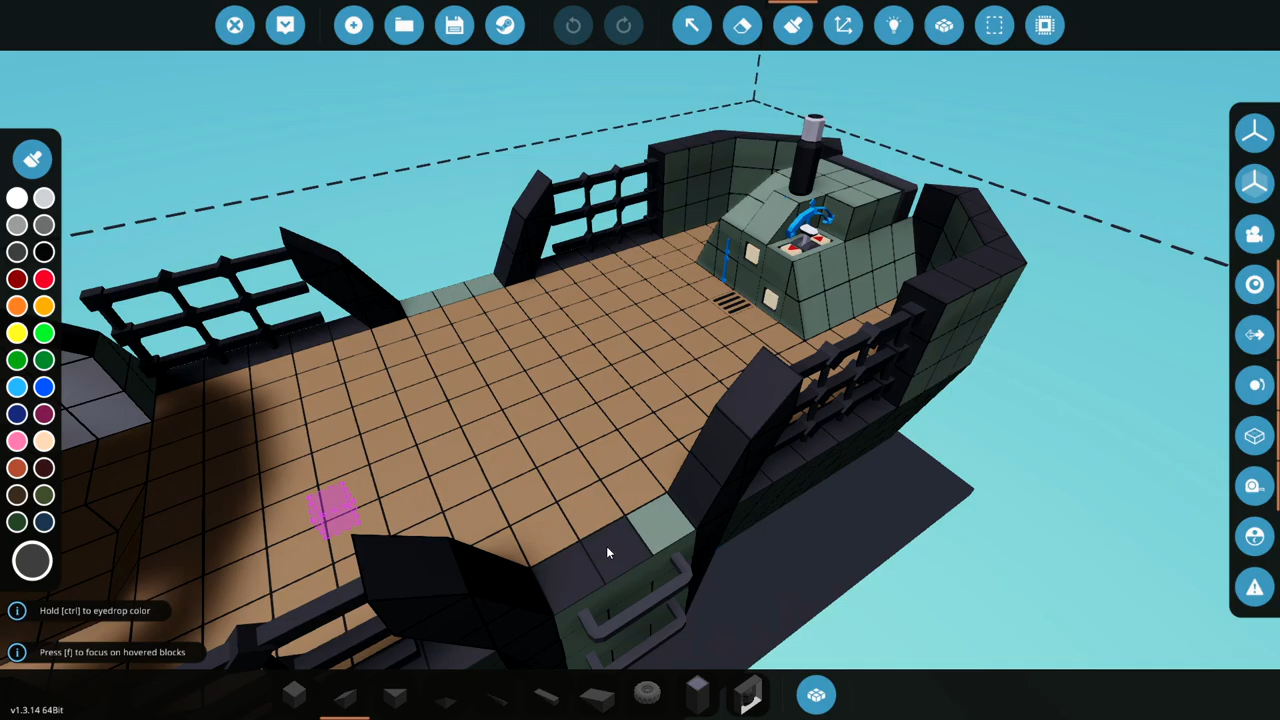 Hold [ctrl] to eyedrop color
Press [f] to focus on hovered blocks
v1.3.14 64Bit